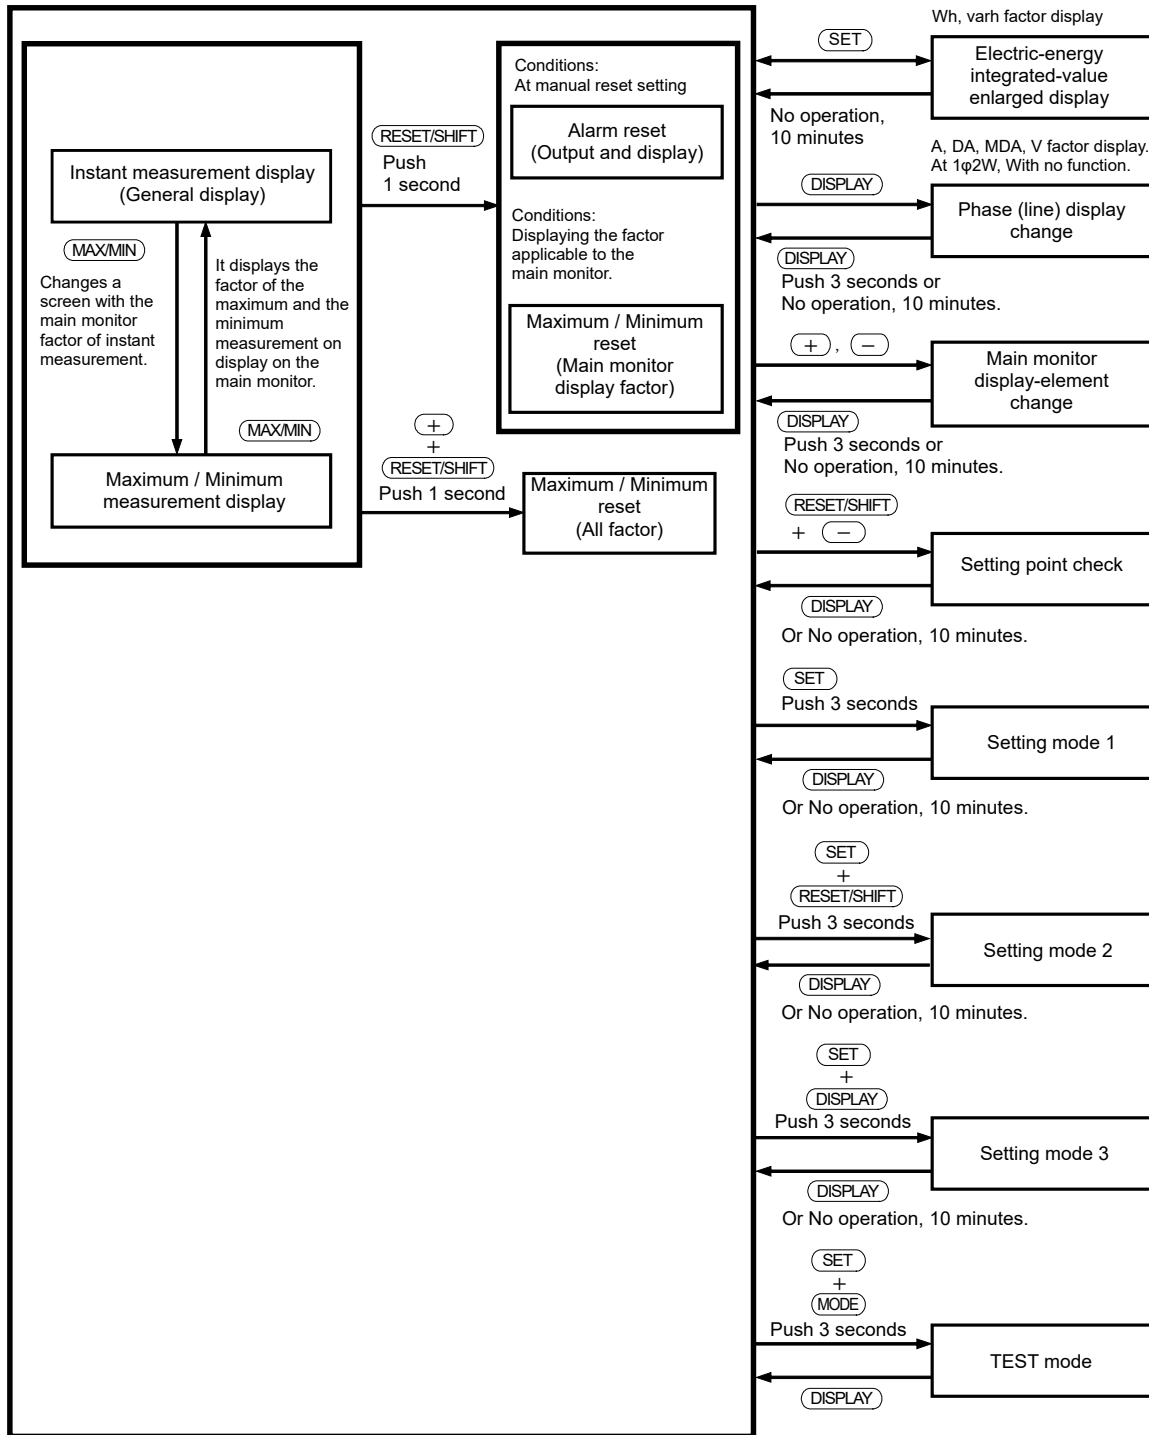 Instant measurement display
(General display)
MAX/MIN
Changes a
screen with the
main monitor
factor of instant
measurement.
It displays the
factor of the
maximum and the
minimum
measurement on
display on the
main monitor.
MAX/MIN
Maximum / Minimum
measurement display
RESET/SHIFT
Push
1 second
+
+
RESET/SHIFT
Push 1 second
Conditions:
At manual reset setting
Alarm reset
(Output and display)
Conditions:
Displaying the factor
applicable to the
main monitor.
Maximum / Minimum
reset
(Main monitor
display factor)
Maximum / Minimum
reset
(All factor)
Wh, varh factor display
SET
Electric-energy
integrated-value
enlarged display
No operation,
10 minutes
A, DA, MDA, V factor display.
At 1φ2W, With no function.
DISPLAY
Phase (line) display
change
DISPLAY
Push 3 seconds or
No operation, 10 minutes.
+ , −
Main monitor
display-element
change
DISPLAY
Push 3 seconds or
No operation, 10 minutes.
RESET/SHIFT
+ −
Setting point check
DISPLAY
Or No operation, 10 minutes.
SET
Push 3 seconds
Setting mode 1
DISPLAY
Or No operation, 10 minutes.
SET
+
RESET/SHIFT
Push 3 seconds
Setting mode 2
DISPLAY
Or No operation, 10 minutes.
SET
+
DISPLAY
Push 3 seconds
Setting mode 3
DISPLAY
Or No operation, 10 minutes.
SET
+
MODE
Push 3 seconds
TEST mode
DISPLAY